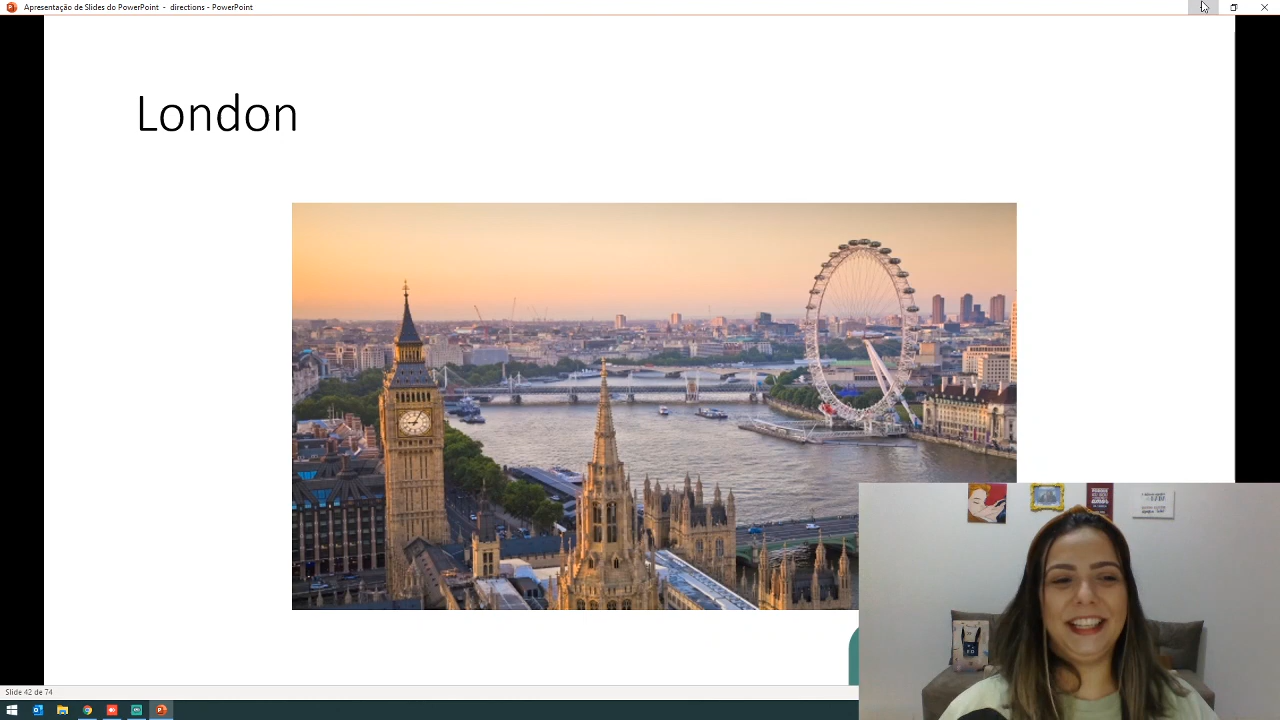 Apresentação de Slides do PowerPoint - directions - PowerPoint
London
Slide 42 de 74